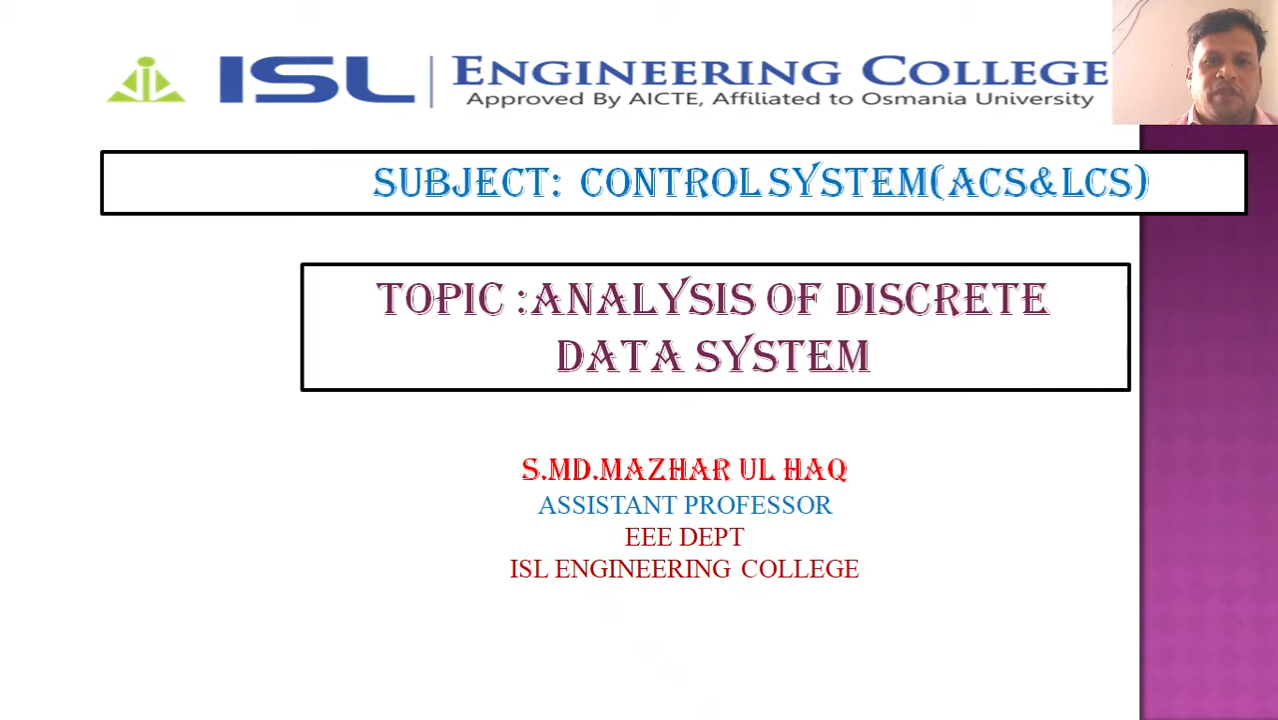 ISL ENGINEERING COLLEGE
Approved By AICTE, Affiliated to Osmania University
SUBJECT: CONTROL SYSTEM(ACS&LCS)
TOPIC :ANALYSIS OF DISCRETE
DATA SYSTEM
S.MD.MAZHAR UL HAQ
ASSISTANT PROFESSOR
EEE DEPT
ISL ENGINEERING COLLEGE